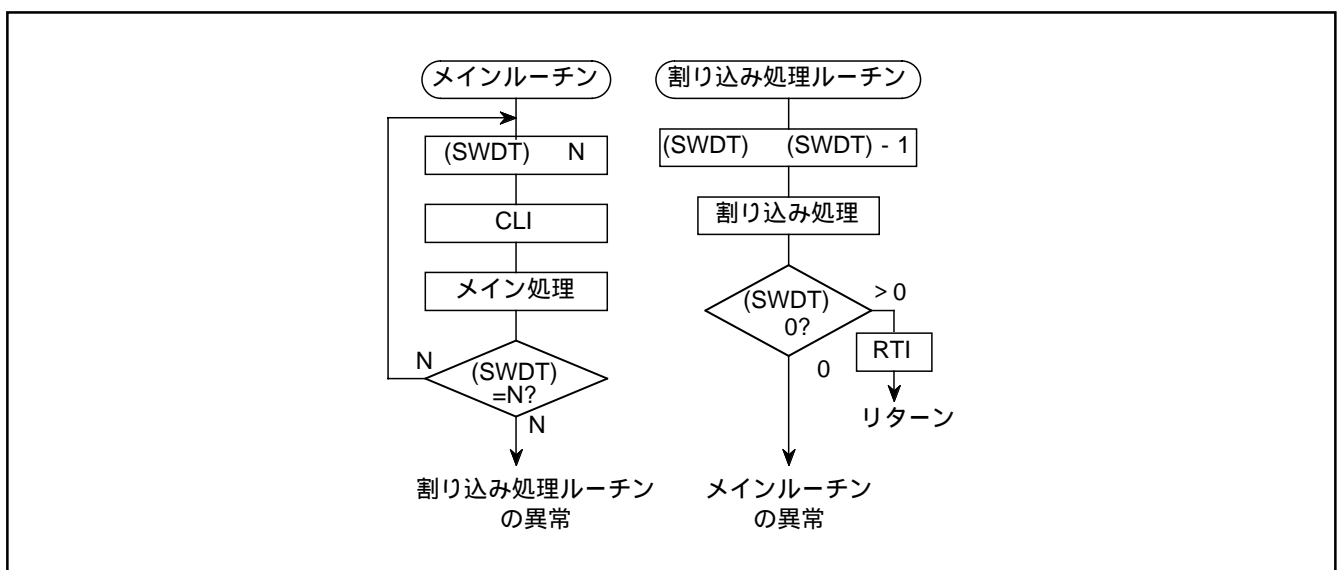 メインルーチン
(SWDT) N
CLI
メイン処理
N
(SWDT)
=N?
N
割り込み処理ルーチン
の異常
割り込み処理ルーチン
(SWDT) (SWDT) - 1
割り込み処理
(SWDT)
0?
> 0
RTI
リターン
0
メインルーチン
の異常